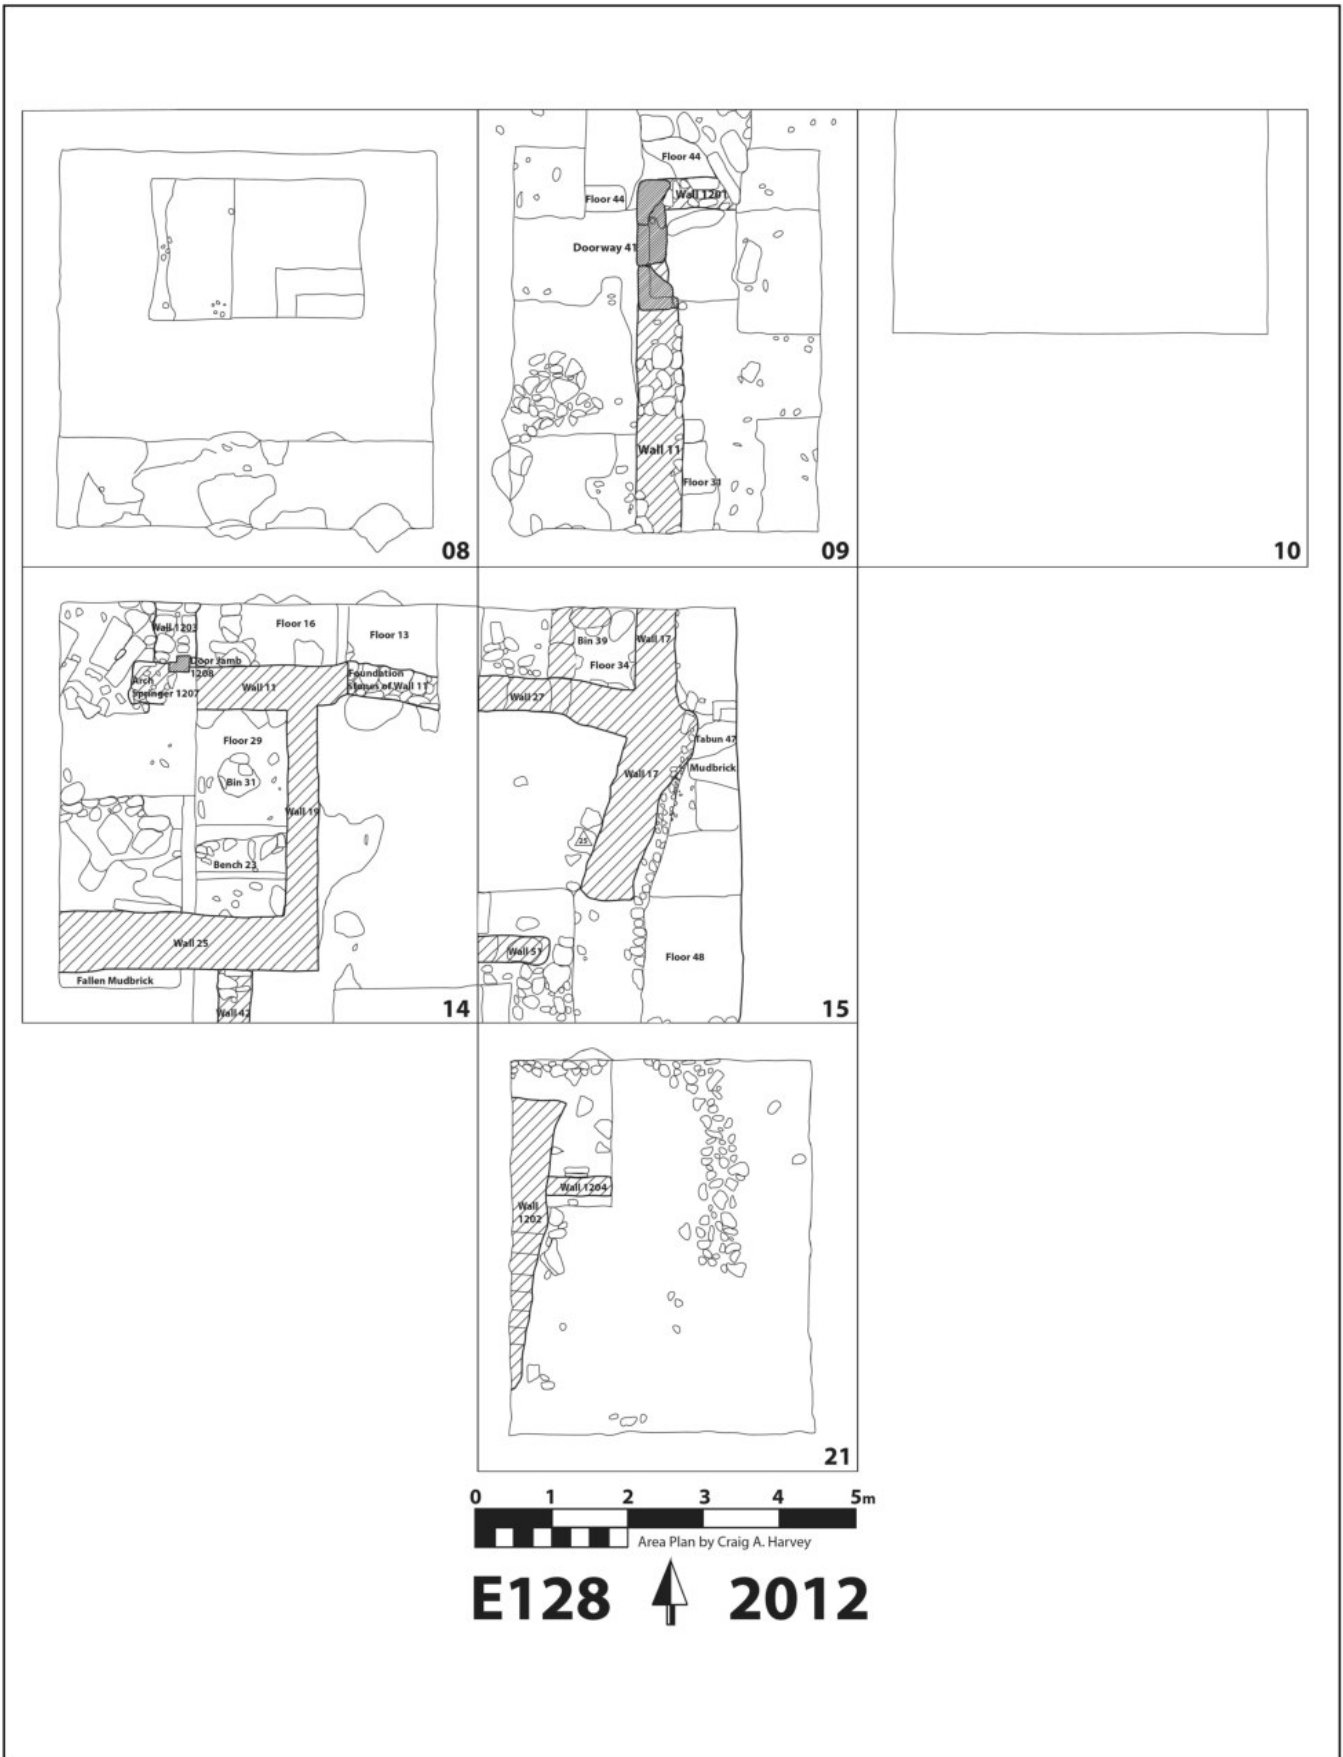 Floor 44
Floor 44
Wall 1201
Doorway 41
Wall 11
Floor 31
08
09
10
Wall 1203
Floor 16
Floor 13
Door Jamb
1208
Arch
Springer 1207
Wall 11
Foundation
stones of Wall 11
Floor 29
Bin 31
Wall 19
Bench 23
Wall 25
Fallen Mudbrick
Wall 42
14
Bin 39
Wall 17
Floor 34
Wall 27
Tabun 47
Mudbrick
Wall 17
25
Wall 51
Floor 48
15
Wall 1204
Wall
1202
21
0 1 2 3 4 5m
Area Plan by Craig A. Harvey
E128 2012